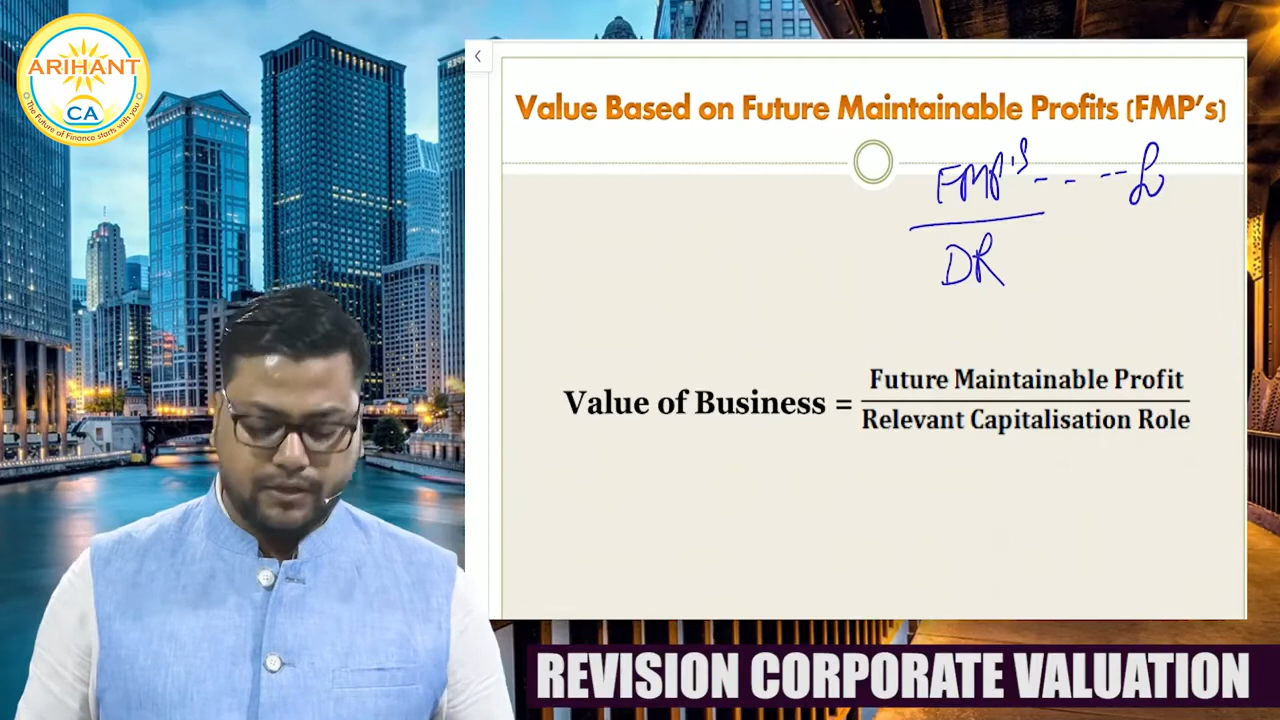 ARIHANT
CA
The Future of Finance starts with you
Value Based on Future Maintainable Profits (FMP's)
FMP's - - - -
DR
Value of Business = Future Maintainable Profit
Relevant Capitalisation Role
REVISION CORPORATE VALUATION